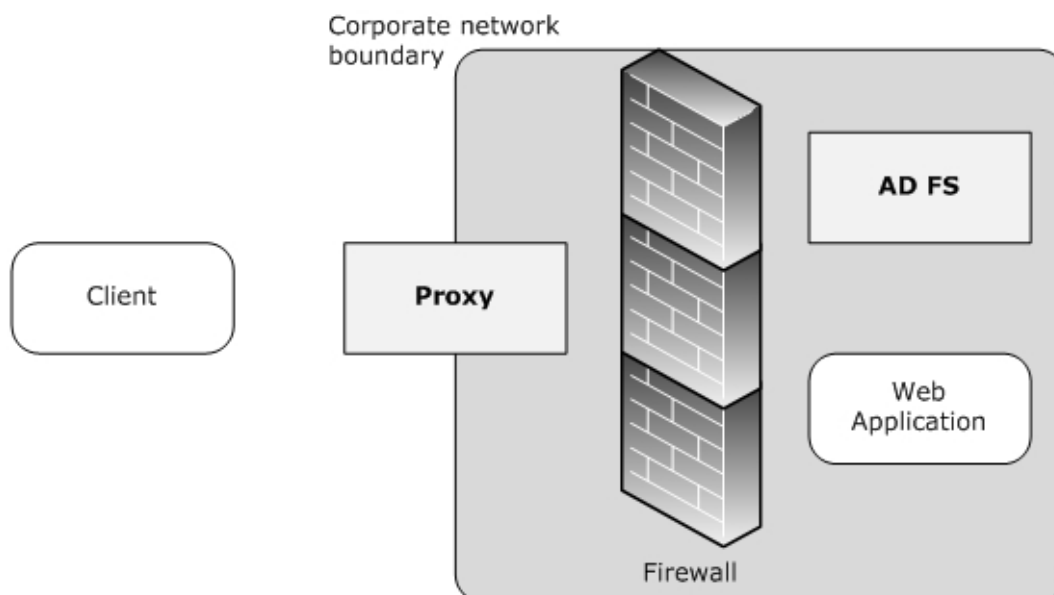 Corporate network
boundary
AD FS
Client
Proxy
Web
Application
Firewall